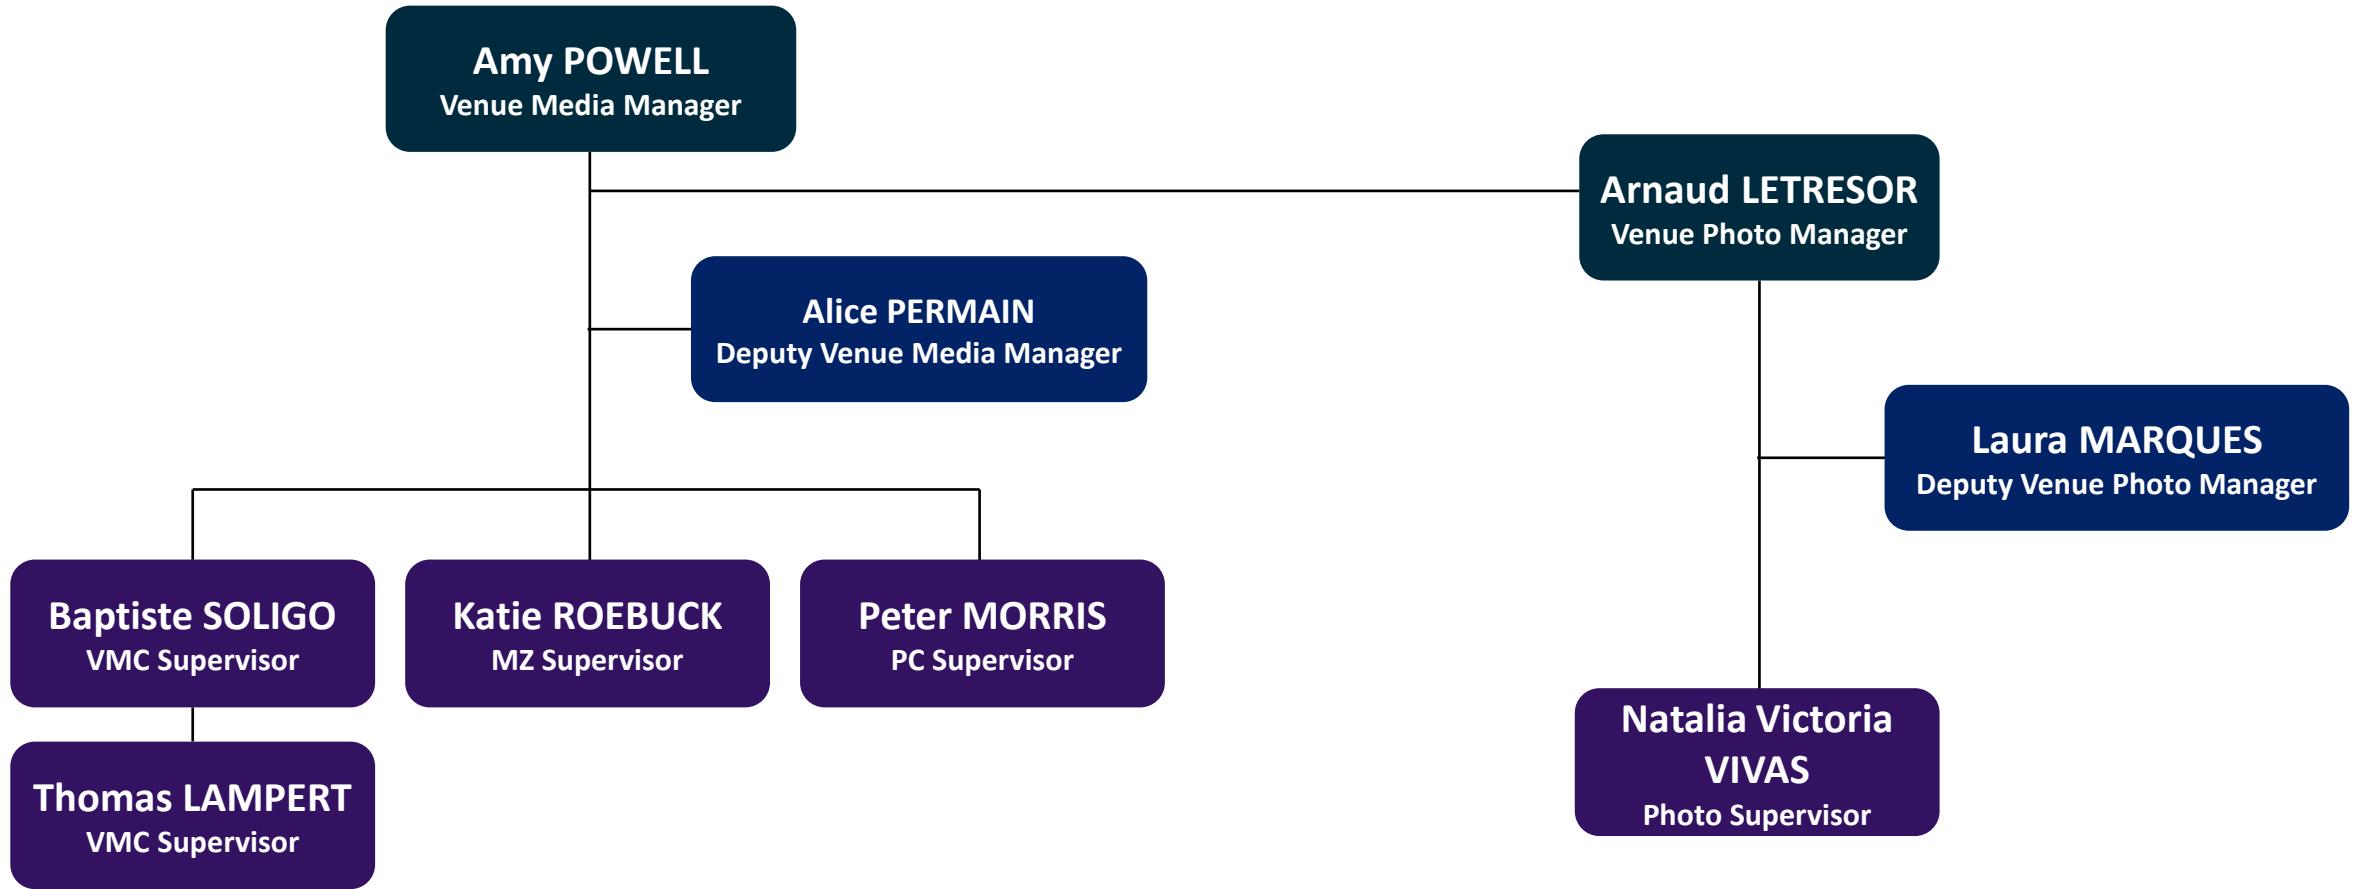 Amy POWELL
Venue Media Manager
Arnaud LETRESOR
Venue Photo Manager
Alice PERMAIN
Deputy Venue Media Manager
Laura MARQUES
Deputy Venue Photo Manager
Baptiste SOLIGO
VMC Supervisor
Katie ROEBUCK
MZ Supervisor
Peter MORRIS
PC Supervisor
Natalia Victoria
VIVAS
Photo Supervisor
Thomas LAMPERT
VMC Supervisor